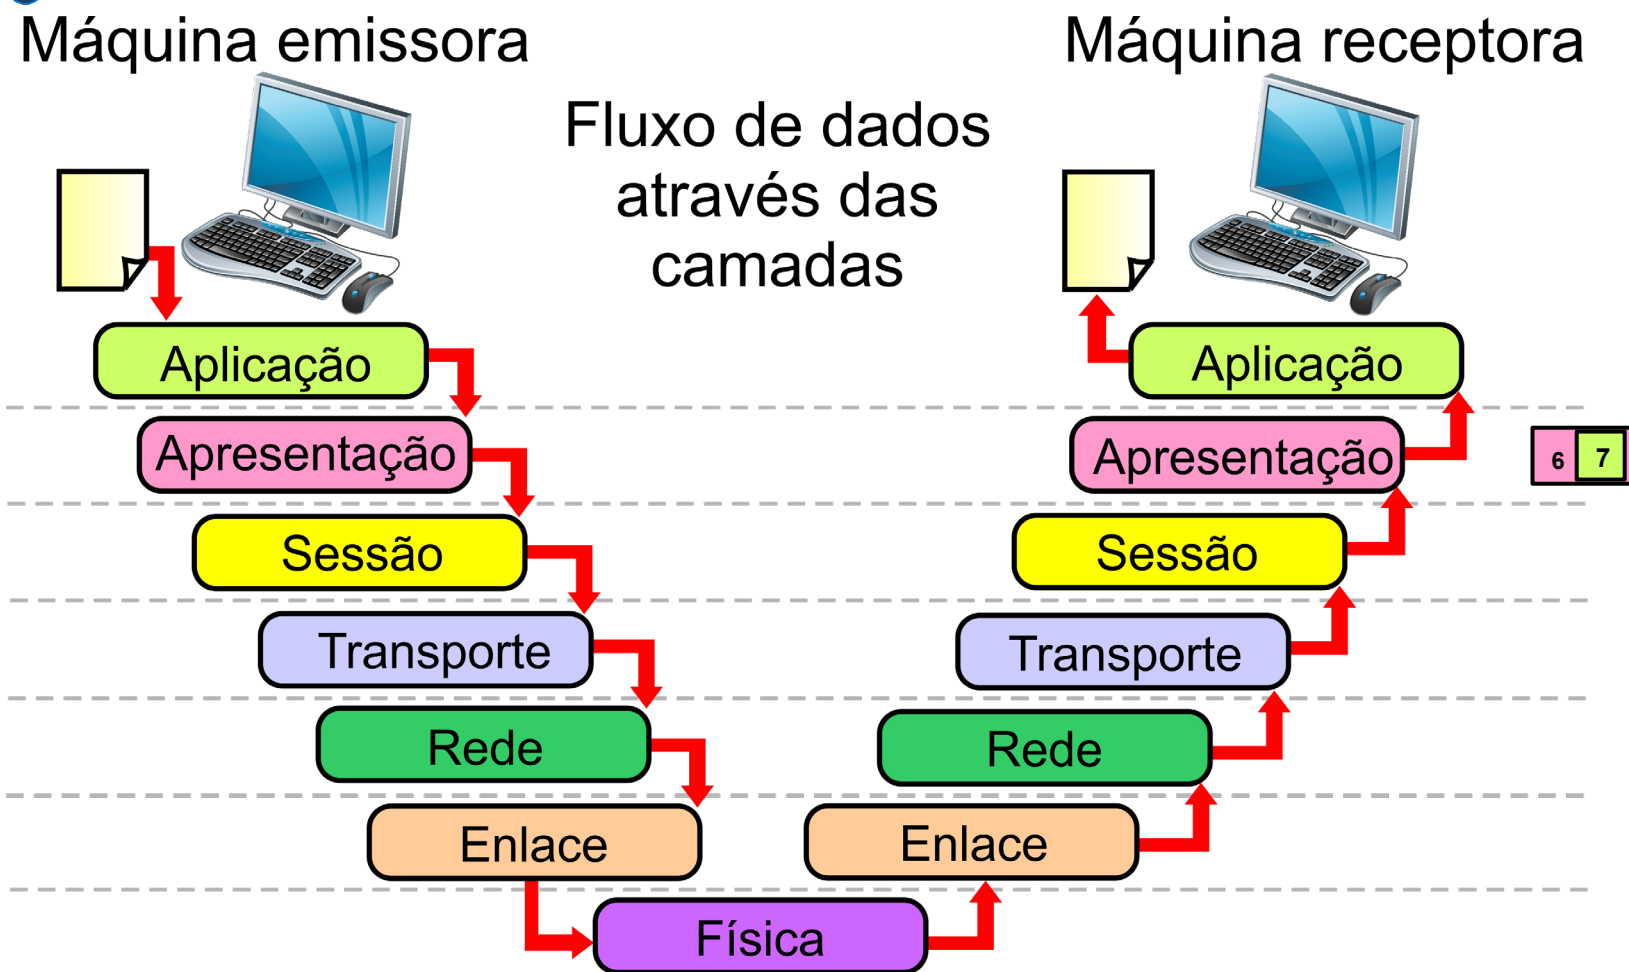 Máquina emissora
Máquina receptora
Fluxo de dados
através das
camadas
Aplicação
Aplicação
Apresentação
Apresentação
6 7
Sessão
Sessão
Transporte
Transporte
Rede
Rede
Enlace
Enlace
Física